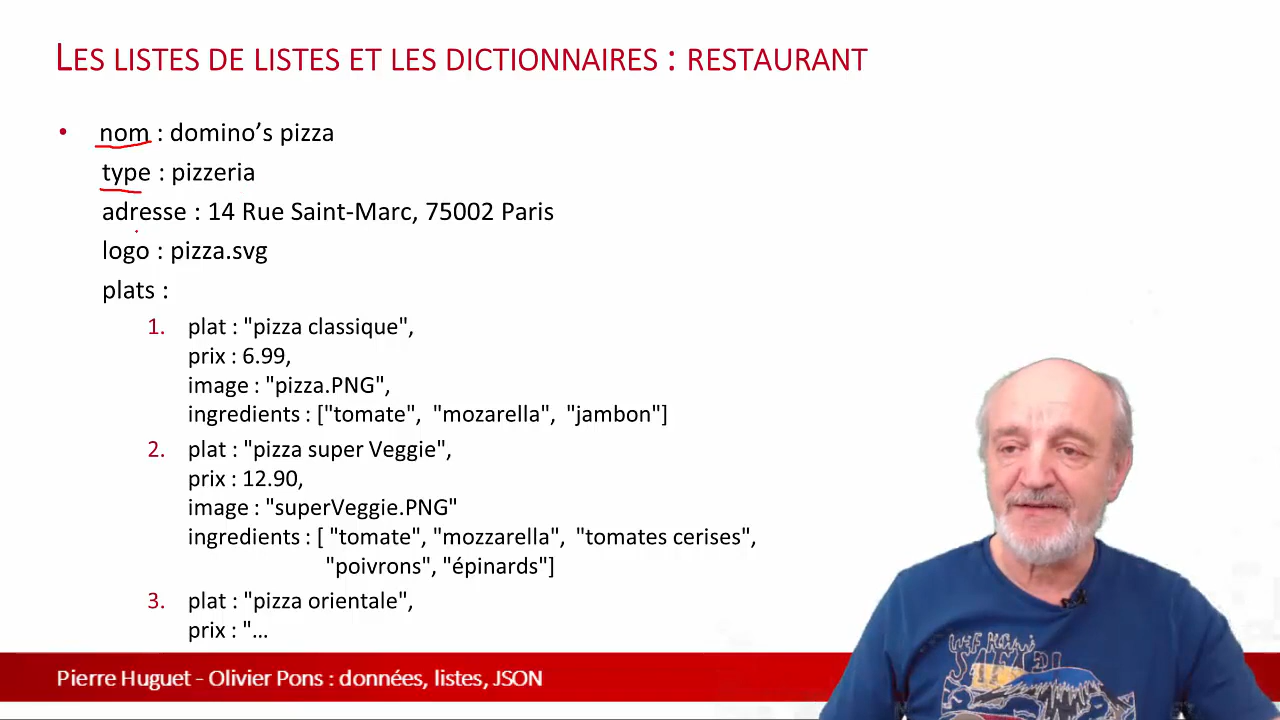 LES LISTES DE LISTES ET LES DICTIONNAIRES : RESTAURANT
• nom : domino’s pizza
type : pizzeria
adresse : 14 Rue Saint-Marc, 75002 Paris
logo : pizza.svg
plats :
1. plat : "pizza classique",
prix : 6.99,
image : "pizza.PNG",
ingredients : ["tomate", "mozarella", "jambon"]
2. plat : "pizza super Veggie",
prix : 12.90,
image : "superVeggie.PNG"
ingredients : [ "tomate", "mozzarella", "tomates cerises",
"poivrons", "épinards"]
3. plat : "pizza orientale",
prix : "…
Pierre Huguet - Olivier Pons : données, listes, JSON